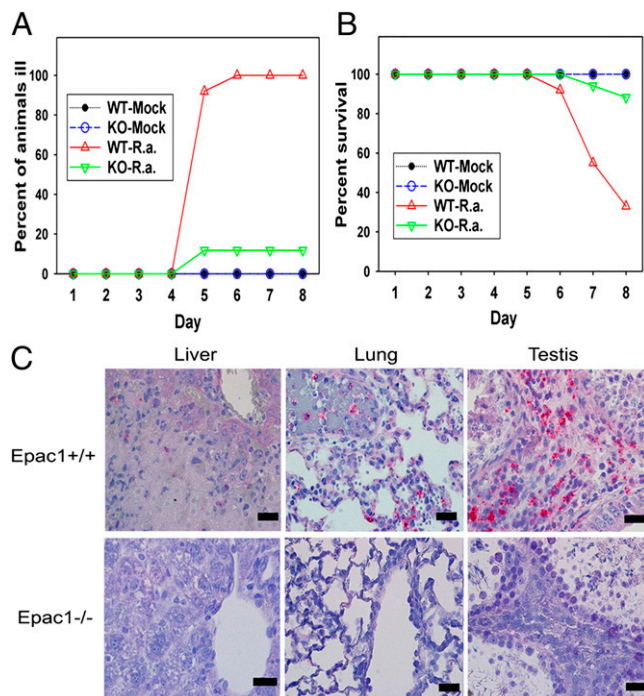 A
Percent of animals ill
100
80
60
40
20
0
WT-Mock
KO-Mock
WT-R.a.
KO-R.a.
1 2 3 4 5 6 7 8
Day
B
Percent survival
100
80
60
40
20
0
WT-Mock
KO-Mock
WT-R.a.
KO-R.a.
1 2 3 4 5 6 7 8
Day
C
Liver Lung Testis
Epac1+/+
Epac1-/-